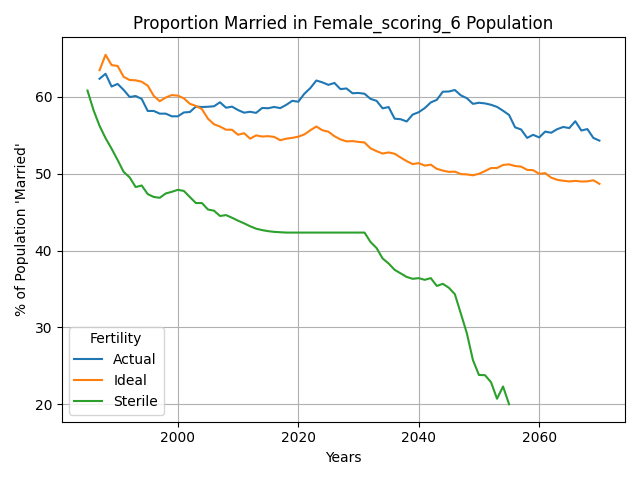 Proportion Married in Female_scoring_6 Population
% of Population 'Married'
60
50
40
30
20
Fertility
Actual
Ideal
Sterile
2000 2020 2040 2060
Years